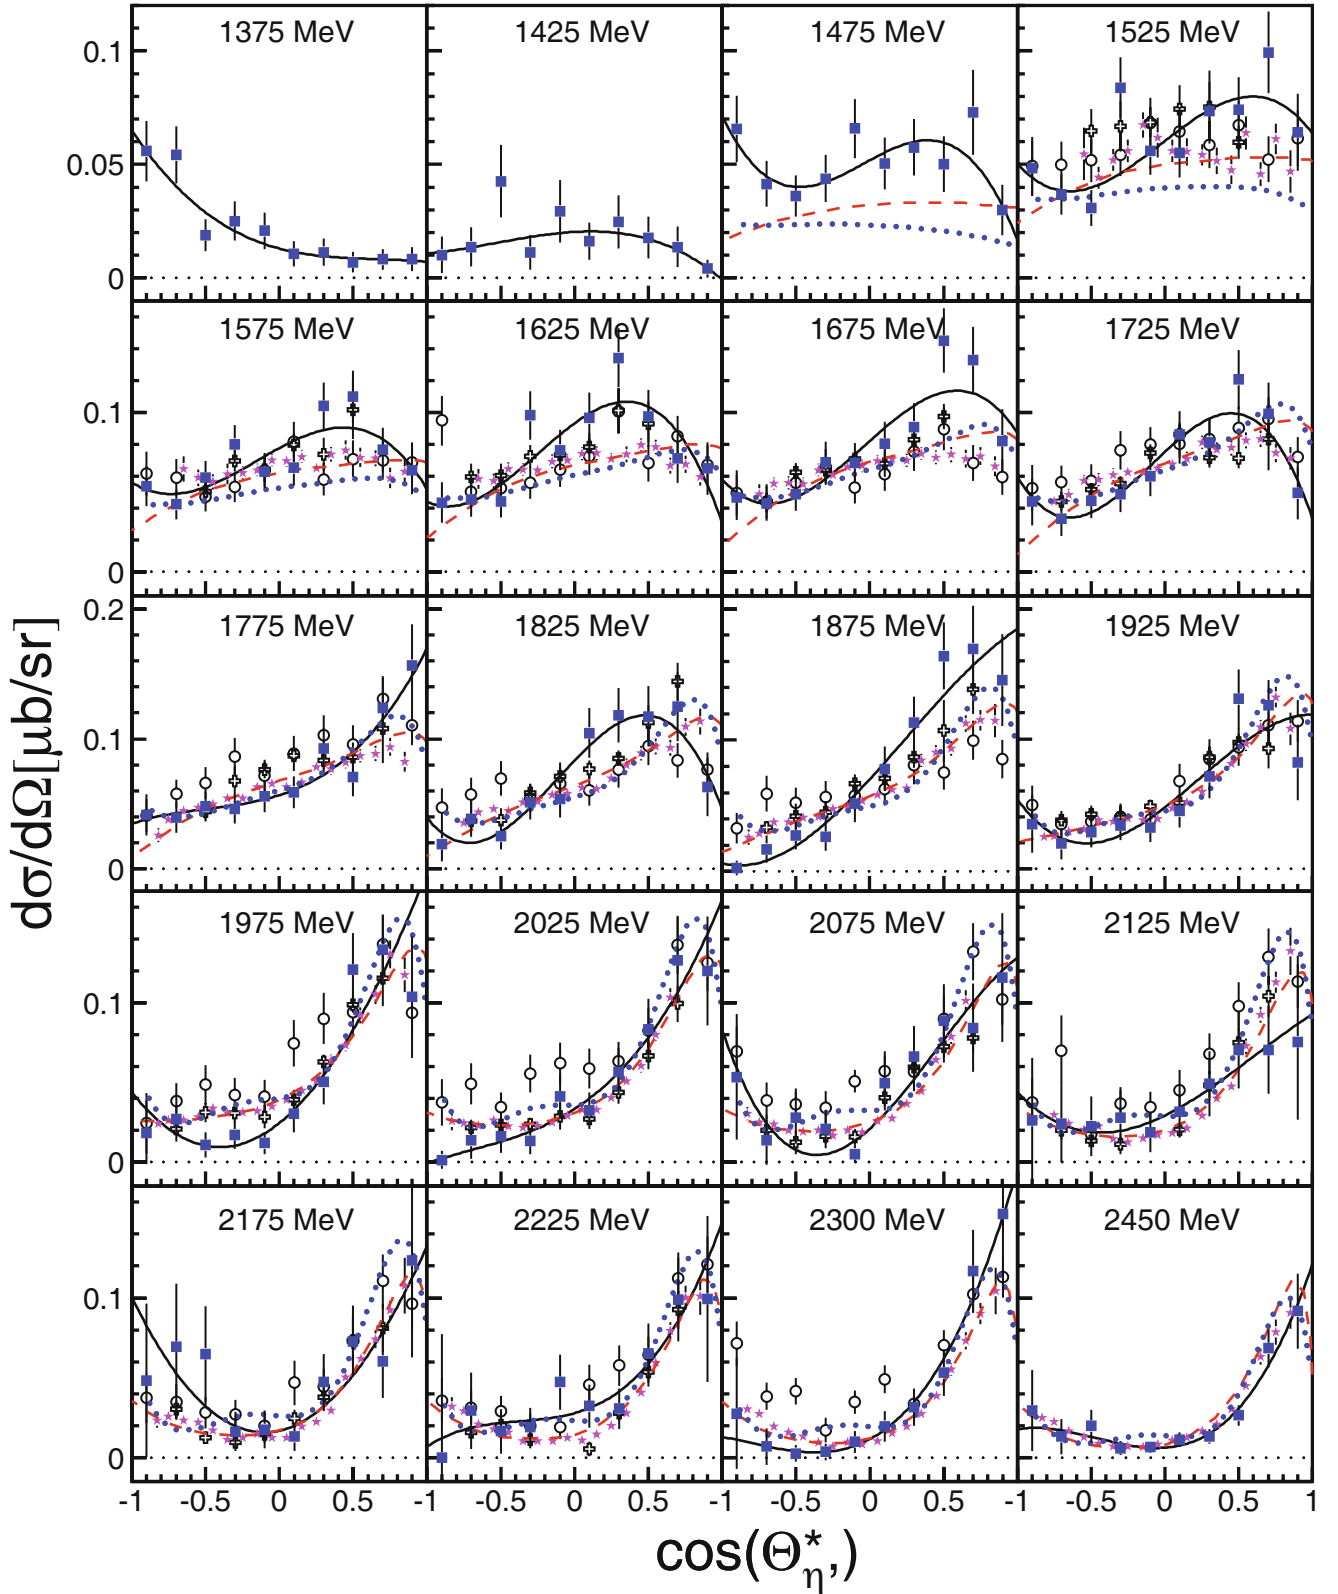 1375 MeV 1425 MeV 1475 MeV 1525 MeV
0.1
0.05
0
1575 MeV 1625 MeV 1675 MeV 1725 MeV
0.1
0
1775 MeV 1825 MeV 1875 MeV 1925 MeV
0.2
0.1
0
1975 MeV 2025 MeV 2075 MeV 2125 MeV
0.1
0
2175 MeV 2225 MeV 2300 MeV 2450 MeV
0.1
0
-1 -0.5 0 0.5 -1 -0.5 0 0.5 -1 -0.5 0 0.5 -1 -0.5 0 0.5 1
dσ/dΩ[μb/sr]
cos(Θ*η′)